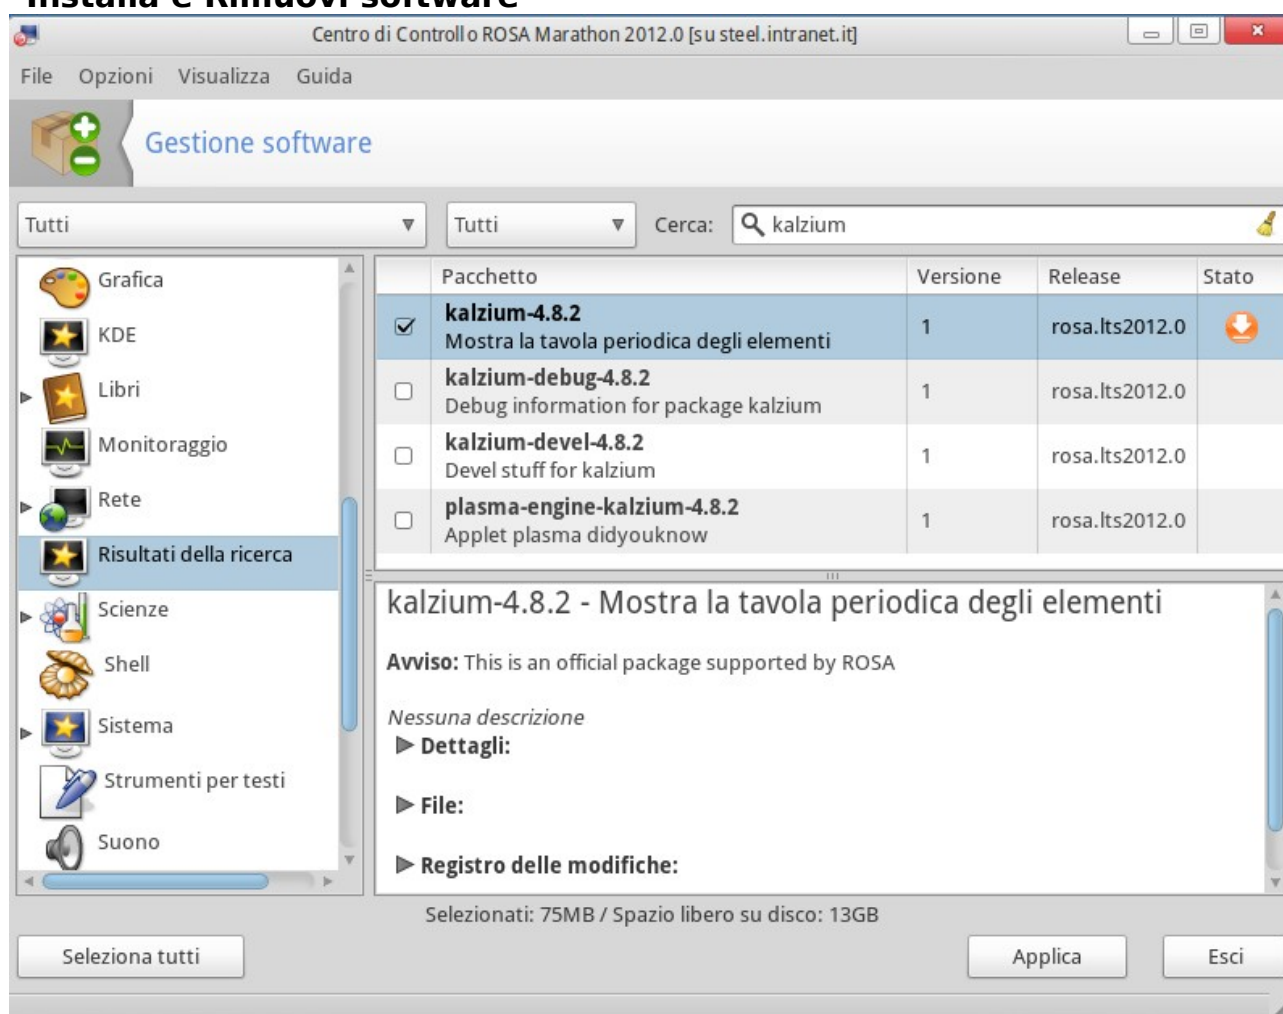 Installa e Rimuovi software
Centro di Controllo ROSA Marathon 2012.0 [su steel.intranet.it]
File Opzioni Visualizza Guida
Gestione software
Tutti Tutti Cerca: kalzium
Grafica
KDE
Libri
Monitoraggio
Rete
Risultati della ricerca
Scienze
Shell
Sistema
Strumenti per testi
Suono
Pacchetto Versione Release Stato
kalzium-4.8.2
Mostra la tavola periodica degli elementi 1 rosa.lts2012.0
kalzium-debug-4.8.2
Debug information for package kalzium 1 rosa.lts2012.0
kalzium-devel-4.8.2
Devel stuff for kalzium 1 rosa.lts2012.0
plasma-engine-kalzium-4.8.2
Applet plasma didyouknow 1 rosa.lts2012.0
kalzium-4.8.2 - Mostra la tavola periodica degli elementi
Avviso: This is an official package supported by ROSA
Nessuna descrizione
Dettagli:
File:
Registro delle modifiche:
Selezionati: 75MB / Spazio libero su disco: 13GB
Seleziona tutti Applica Esci